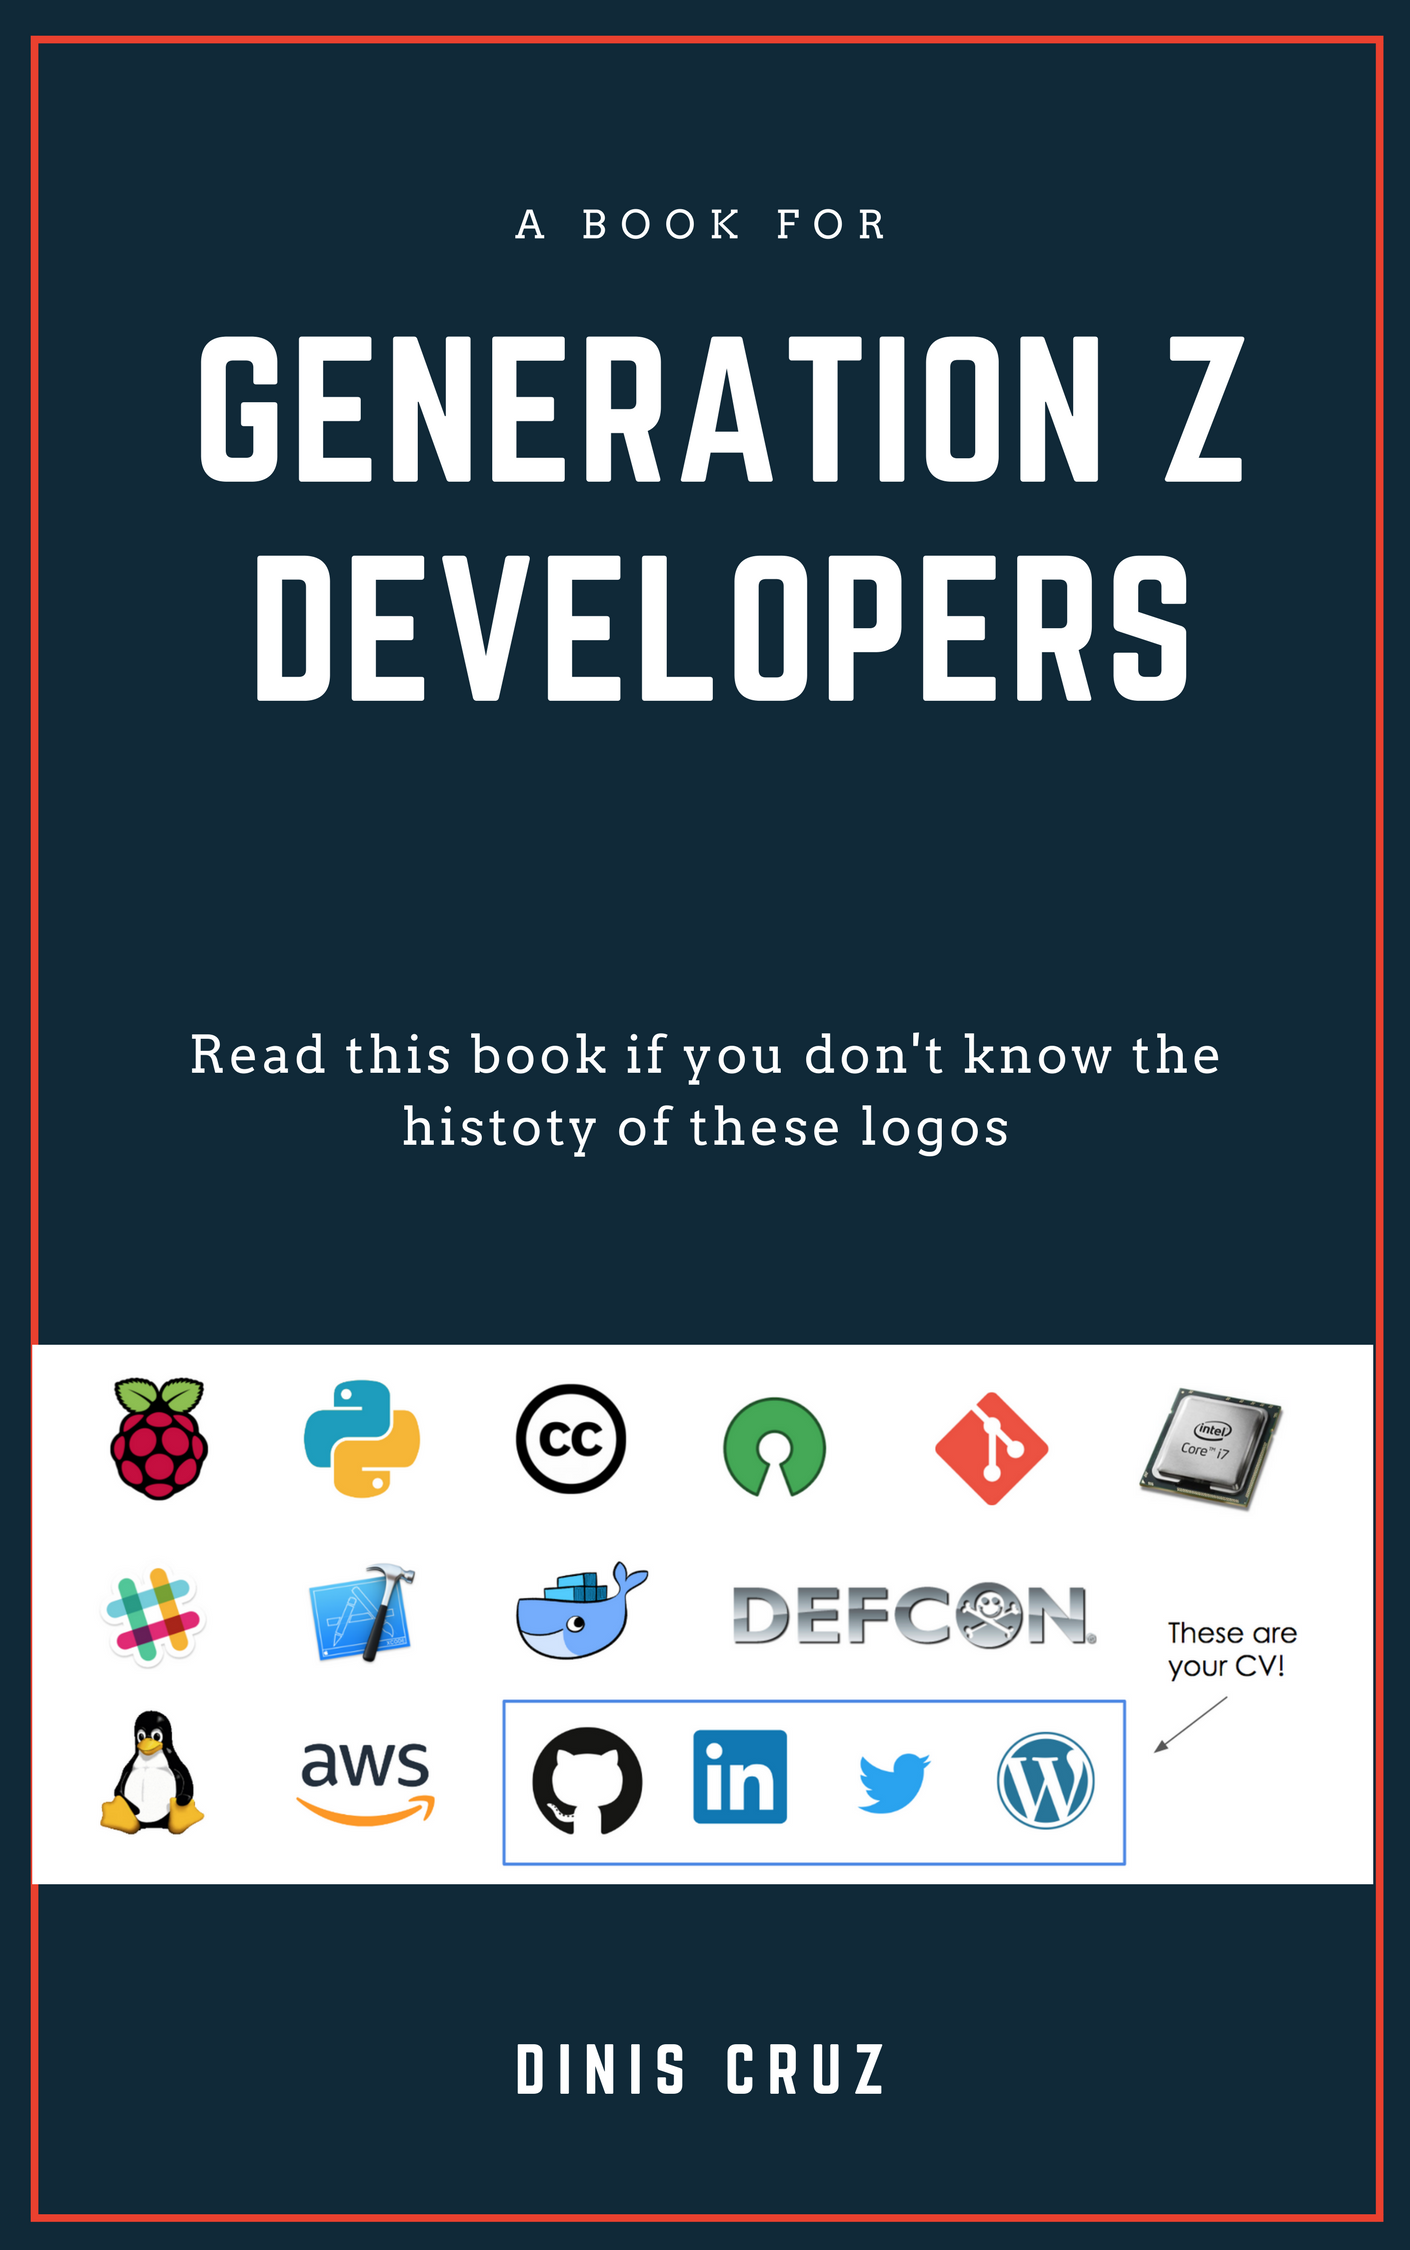 A BOOK FOR
GENERATION Z
DEVELOPERS
Read this book if you don't know the
histoty of these logos
cc
intel
Core™ i7
DEFCON®
These are
your CV!
aws
in
W
DINIS CRUZ